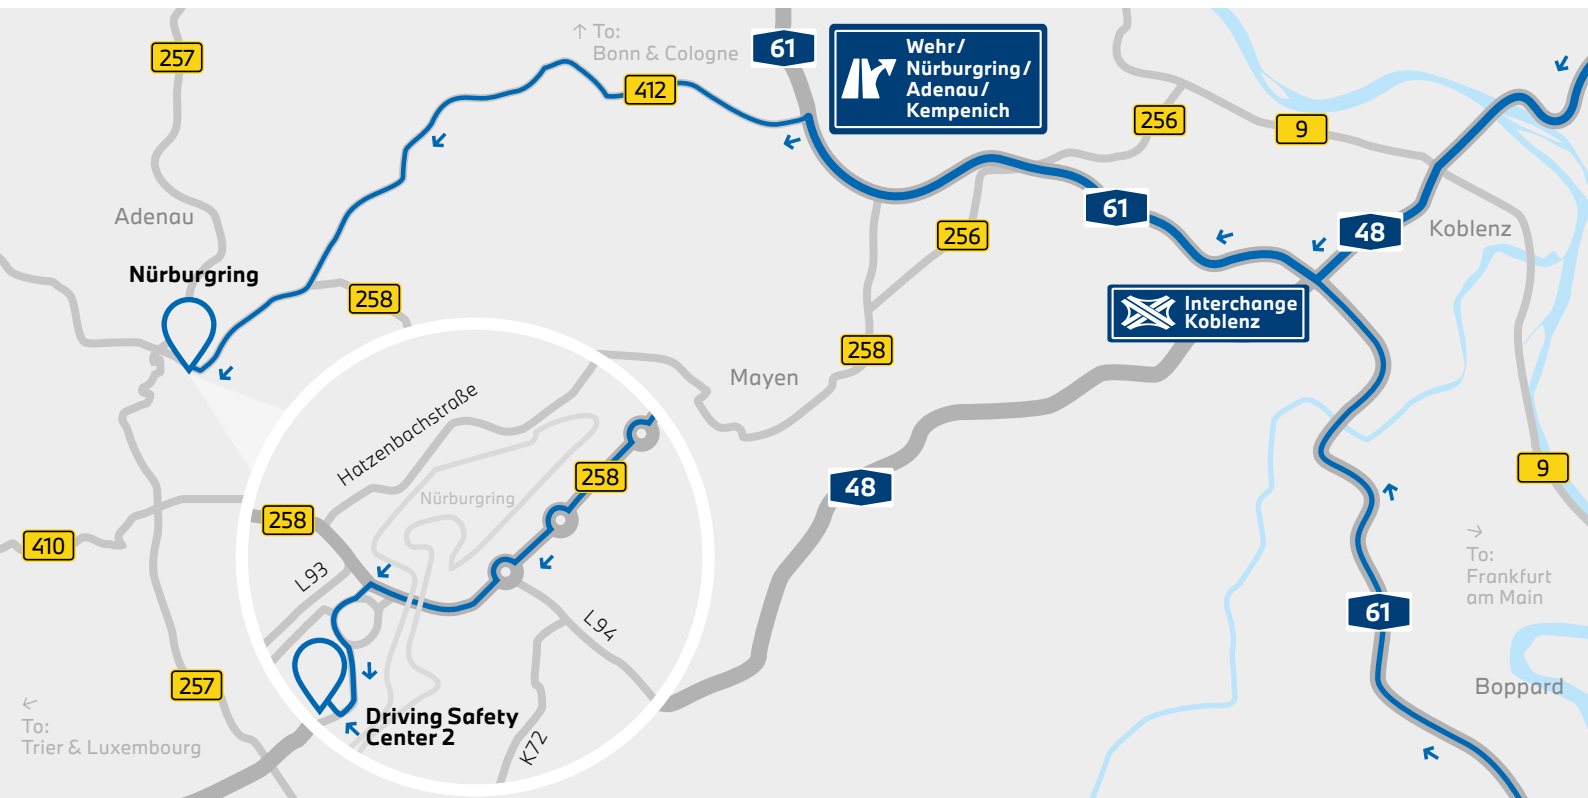 ↑ To:
Bonn & Cologne
61
Wehr/
Nürburgring/
Adenau/
Kempenich
257
412
256
9
Adenau
61
48
Koblenz
256
Nürburgring
258
Interchange
Koblenz
258
Mayen
Hatzenbachstraße
258
Nürburgring
48
9
258
410
L93
→
To:
Frankfurt
am Main
61
L94
257
Boppard
←
To:
Trier & Luxembourg
Driving Safety
Center 2
K72